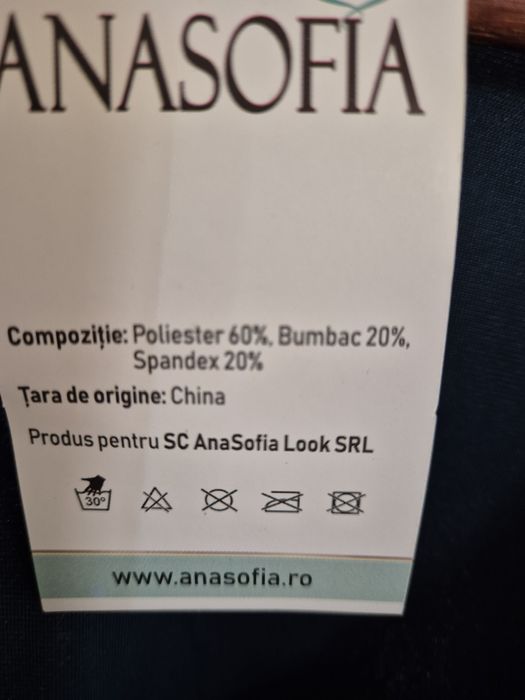 ANASOFIA
Compoziție: Poliester 60%, Bumbac 20%,
Spandex 20%
Țara de origine: China
Produs pentru SC AnaSofia Look SRL
30°
www.anasofia.ro